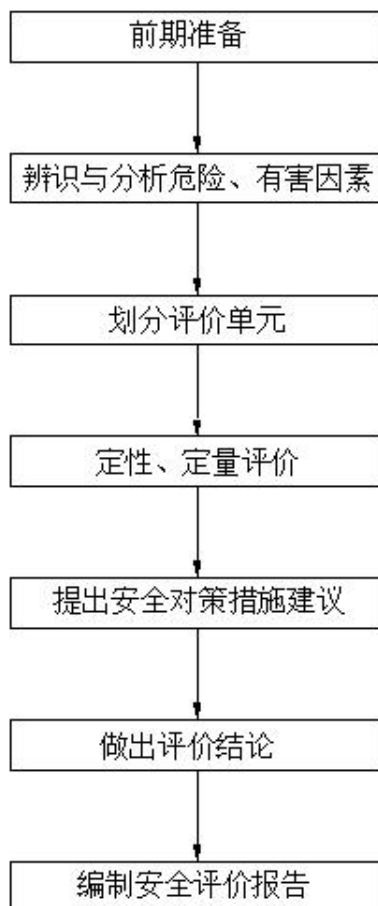 前期准备
辨识与分析危险、有害因素
划分评价单元
定性、定量评价
提出安全对策措施建议
做出评价结论
编制安全评价报告